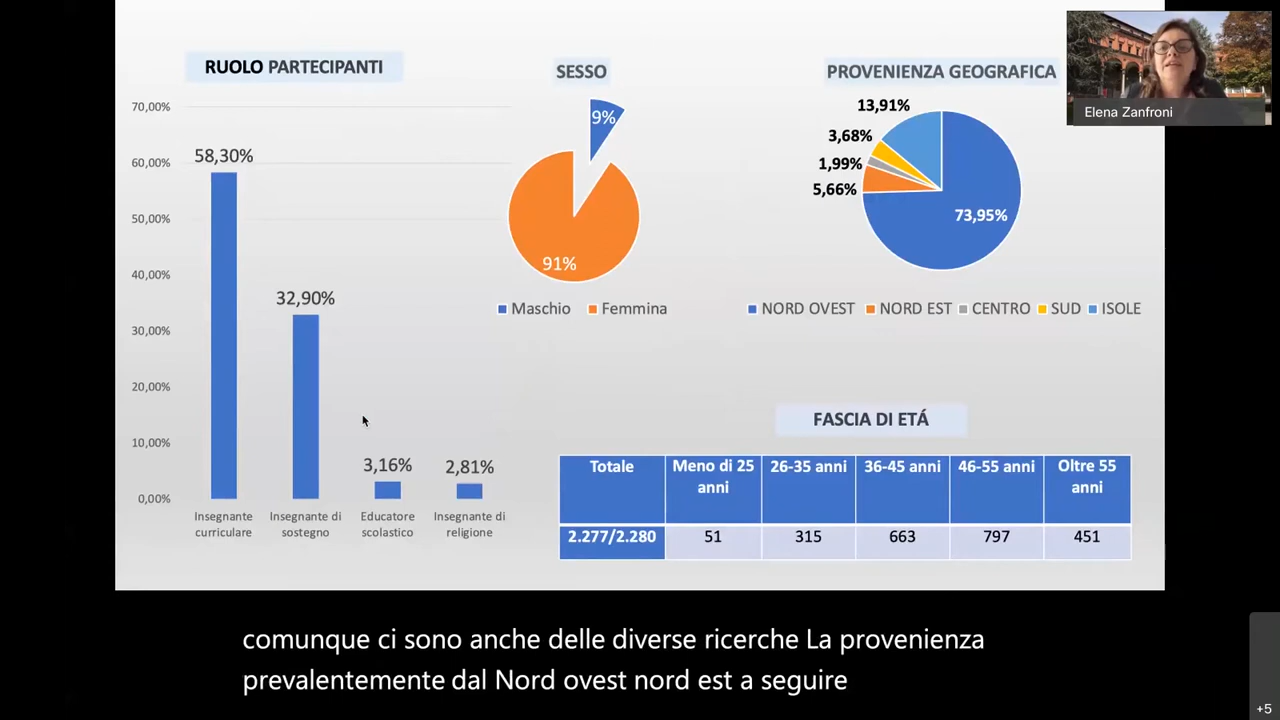 RUOLO PARTECIPANTI
70,00%
60,00%
50,00%
40,00%
30,00%
20,00%
10,00%
0,00%
58,30%
32,90%
3,16%
2,81%
Insegnante
curriculare
Insegnante di
sostegno
Educatore
scolastico
Insegnante di
religione
SESSO
9%
91%
Maschio Femmina
PROVENIENZA GEOGRAFICA
13,91%
3,68%
1,99%
5,66%
73,95%
NORD OVEST NORD EST CENTRO SUD ISOLE
Elena Zanfroni
FASCIA DI ETÁ
Totale Meno di 25 26-35 anni 36-45 anni 46-55 anni Oltre 55
anni anni
2.277/2.280 51 315 663 797 451
comunque ci sono anche delle diverse ricerche La provenienza
prevalentemente dal Nord ovest nord est a seguire
+5